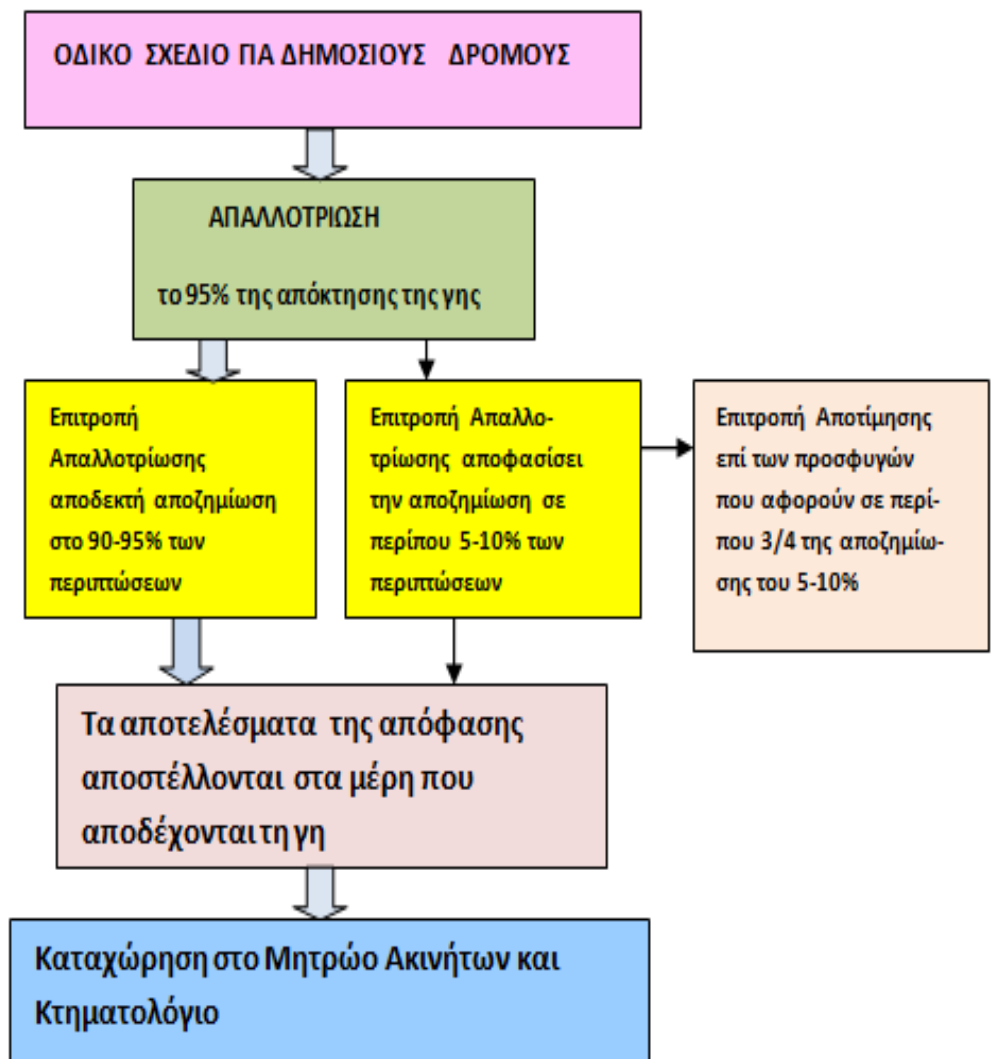 ΟΔΙΚΟ ΣΧΕΔΙΟ ΓΙΑ ΔΗΜΟΣΙΟΥΣ ΔΡΟΜΟΥΣ
ΑΠΑΛΛΟΤΡΙΩΣΗ
το 95% της απόκτησης της γης
Επιτροπή
Απαλλοτρίωσης
αποδεκτή αποζημίωση
στο 90-95% των
περιπτώσεων
Επιτροπή Απαλλο-
τρίωσης αποφασίσει
την αποζημίωση σε
περίπου 5-10% των
περιπτώσεων
Επιτροπή Αποτίμησης
επί των προσφυγών
που αφορούν σε περί-
που 3/4 της αποζημίω-
σης του 5-10%
Τα αποτελέσματα της απόφασης
αποστέλλονται στα μέρη που
αποδέχονται τη γη
Καταχώρηση στο Μητρώο Ακινήτων και
Κτηματολόγιο